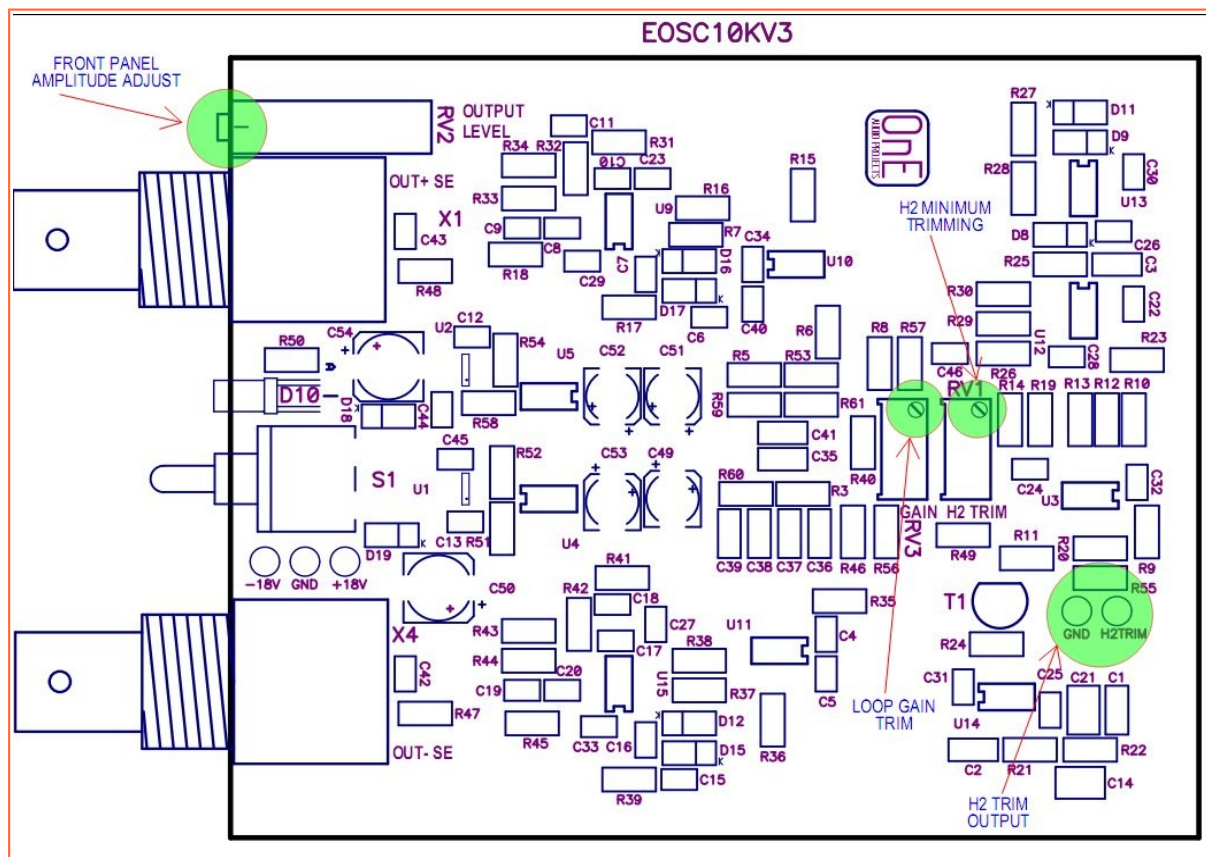 EOSC10KV3
FRONT PANEL
AMPLITUDE ADJUST
RV2
OUTPUT
LEVEL
OUT+ SE
X1
C43
R48
C11
R34
R32
R31
C10
C23
R33
C9
C8
R18
C29
C7
U9
R16
R7
D16
D17
R17
C6
R15
C34
U10
C40
OnE
AUDIO PROJECTS
R27
K
D11
D9
K
R28
C30
U13
H2 MINIMUM
TRIMMING
D8
K
C26
R25
C3
R30
R29
U12
C22
R26
C28
R23
C46
R50
C54
+
+
A
D10
D18
K
C44
U2
C12
R54
U5
C52
C51
R58
R6
R5
R53
R59
R61
R8
R57
RV1
R14
R19
R13
R12
R10
C41
C35
R40
S1
C45
U1
R52
C53
C49
C13
R51
U4
D19
K
-18V
GND
+18V
C50
R60
R3
C39
C38
C37
C36
R46
R56
GAIN
H2 TRIM
RV3
R49
C24
U3
C32
R11
R20
R9
R55
T1
R24
GND
H2TRIM
X4
C42
R47
OUT- SE
R41
R42
C18
C27
R43
R44
C17
C19
C20
U15
R38
R37
R45
C33
C16
K
D12
D15
K
R39
C15
U11
R35
C4
C5
R36
LOOP GAIN
TRIM
C31
U14
C25
C21
C1
C2
R21
R22
C14
H2 TRIM
OUTPUT